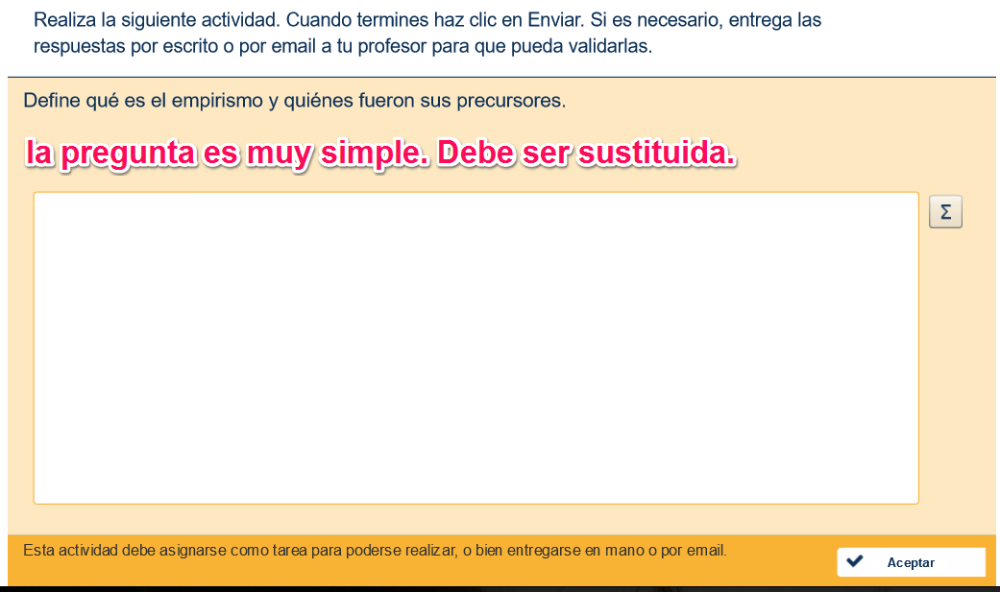 Realiza la siguiente actividad. Cuando termines haz clic en Enviar. Si es necesario, entrega las
respuestas por escrito o por email a tu profesor para que pueda validarlas.
Define qué es el empirismo y quiénes fueron sus precursores.
la pregunta es muy simple. Debe ser sustituida.
Σ
Esta actividad debe asignarse como tarea para poderse realizar, o bien entregarse en mano o por email.
Aceptar